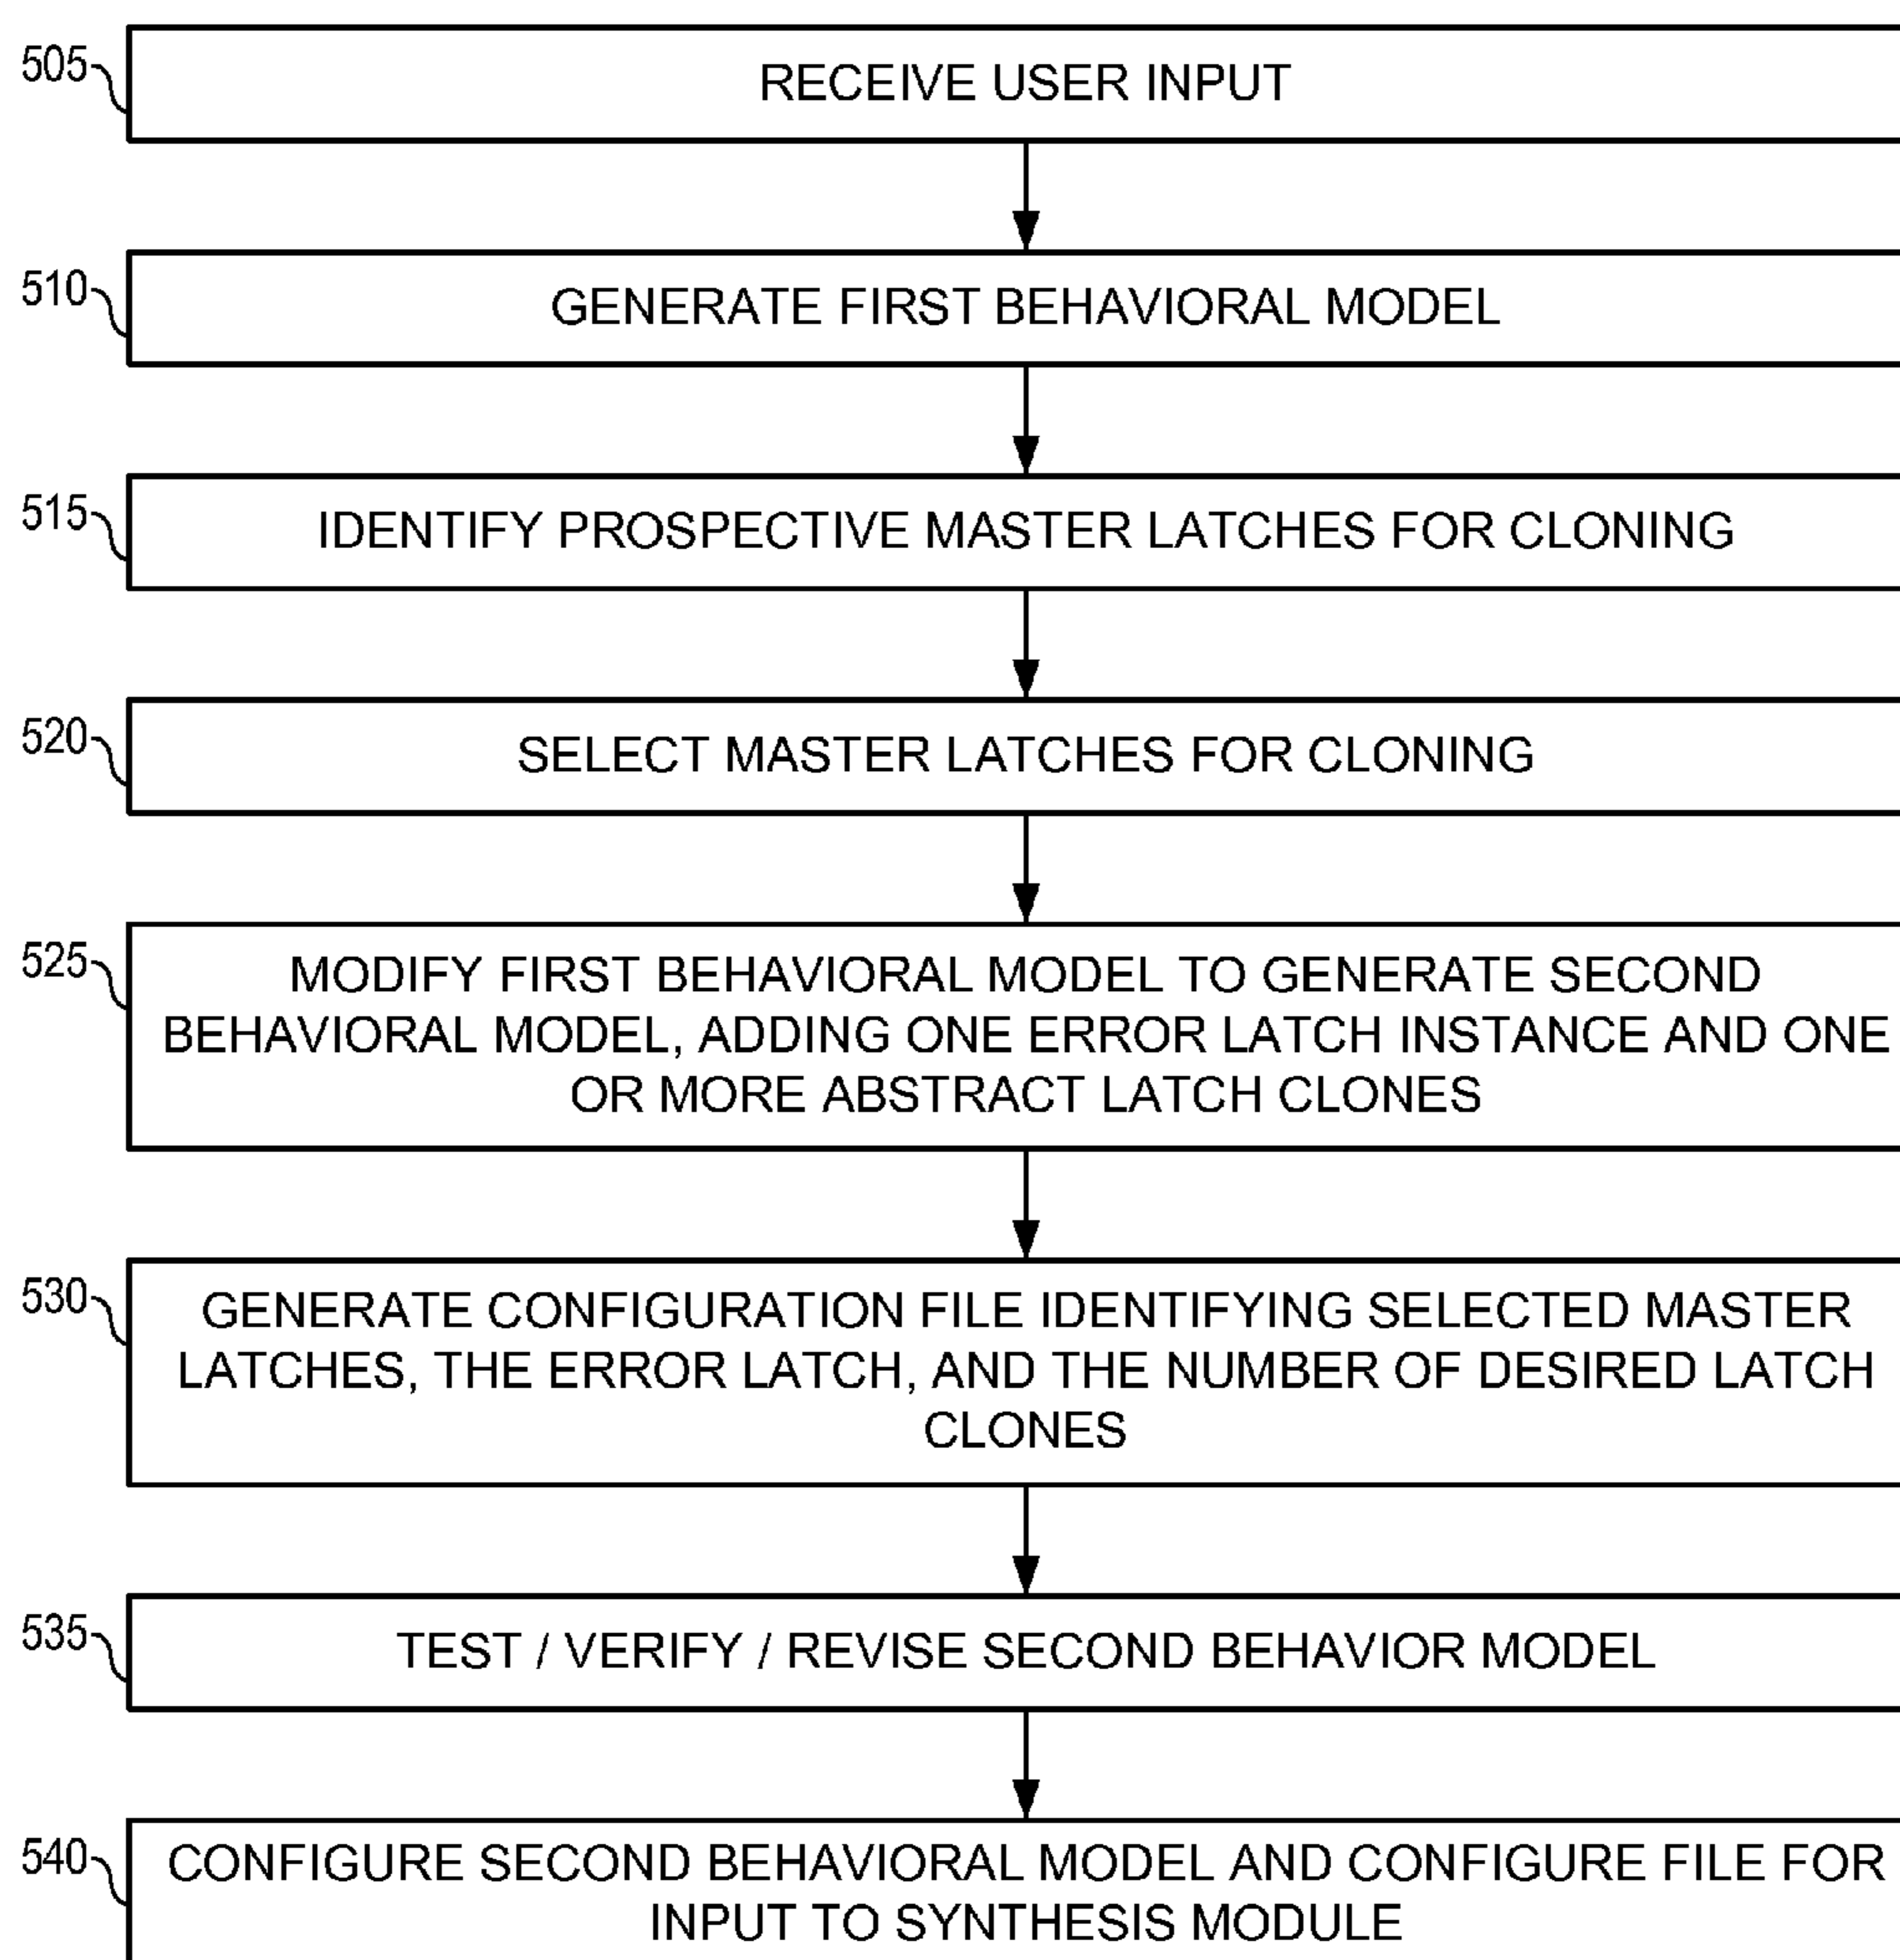 505
RECEIVE USER INPUT
510
GENERATE FIRST BEHAVIORAL MODEL
515
IDENTIFY PROSPECTIVE MASTER LATCHES FOR CLONING
520
SELECT MASTER LATCHES FOR CLONING
525
MODIFY FIRST BEHAVIORAL MODEL TO GENERATE SECOND
BEHAVIORAL MODEL, ADDING ONE ERROR LATCH INSTANCE AND ONE
OR MORE ABSTRACT LATCH CLONES
530
GENERATE CONFIGURATION FILE IDENTIFYING SELECTED MASTER
LATCHES, THE ERROR LATCH, AND THE NUMBER OF DESIRED LATCH
CLONES
535
TEST / VERIFY / REVISE SECOND BEHAVIOR MODEL
540
CONFIGURE SECOND BEHAVIORAL MODEL AND CONFIGURE FILE FOR
INPUT TO SYNTHESIS MODULE